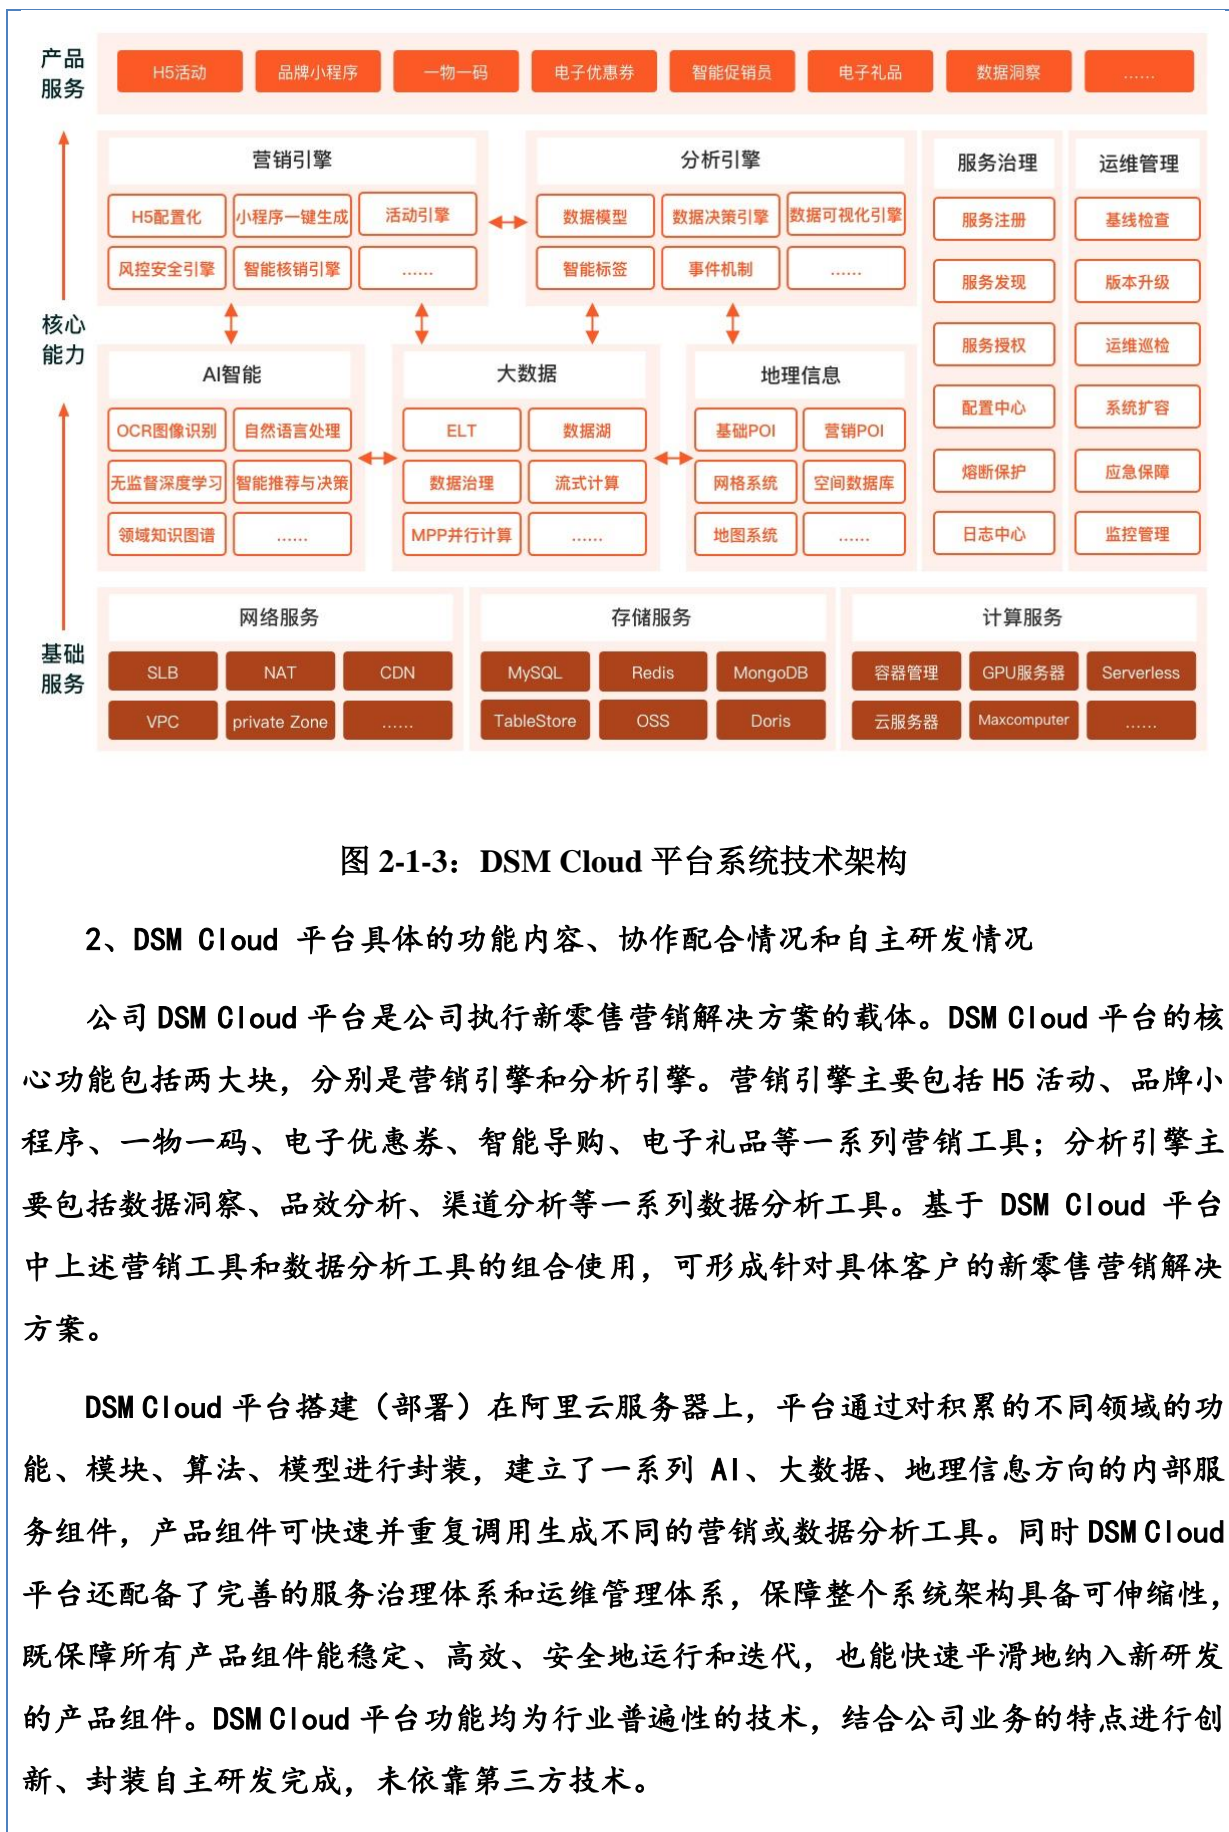 产品
服务
H5活动 品牌小程序 一物一码 电子优惠券 智能促销员 电子礼品 数据洞察 ......
营销引擎 分析引擎 服务治理 运维管理
H5配置化 小程序一键生成 活动引擎 数据模型 数据决策引擎 数据可视化引擎 服务注册 基线检查
风控安全引擎 智能核销引擎 ...... 智能标签 事件机制 ...... 服务发现 版本升级
核心
能力
服务授权 运维巡检
AI智能 大数据 地理信息
配置中心 系统扩容
OCR图像识别 自然语言处理 ELT 数据湖 基础POI 营销POI
无监督深度学习 智能推荐与决策 数据治理 流式计算 网格系统 空间数据库 熔断保护 应急保障
领域知识图谱 ...... MPP并行计算 ...... 地图系统 ...... 日志中心 监控管理
网络服务 存储服务 计算服务
基础
服务
SLB NAT CDN MySQL Redis MongoDB 容器管理 GPU服务器 Serverless
VPC private Zone ...... TableStore OSS Doris 云服务器 Maxcomputer ......
图 2-1-3：DSM Cloud 平台系统技术架构
2、DSM Cloud 平台具体的功能内容、协作配合情况和自主研发情况
公司 DSM Cloud 平台是公司执行新零售营销解决方案的载体。DSM Cloud 平台的核
心功能包括两大块，分别是营销引擎和分析引擎。营销引擎主要包括 H5 活动、品牌小
程序、一物一码、电子优惠券、智能导购、电子礼品等一系列营销工具；分析引擎主
要包括数据洞察、品效分析、渠道分析等一系列数据分析工具。基于 DSM Cloud 平台
中上述营销工具和数据分析工具的组合使用，可形成针对具体客户的新零售营销解决
方案。
DSM Cloud 平台搭建（部署）在阿里云服务器上，平台通过对积累的不同领域的功
能、模块、算法、模型进行封装，建立了一系列 AI、大数据、地理信息方向的内部服
务组件，产品组件可快速并重复调用生成不同的营销或数据分析工具。同时 DSM Cloud
平台还配备了完善的服务治理体系和运维管理体系，保障整个系统架构具备可伸缩性，
既保障所有产品组件能稳定、高效、安全地运行和迭代，也能快速平滑地纳入新研发
的产品组件。DSM Cloud 平台功能均为行业普遍性的技术，结合公司业务的特点进行创
新、封装自主研发完成，未依靠第三方技术。